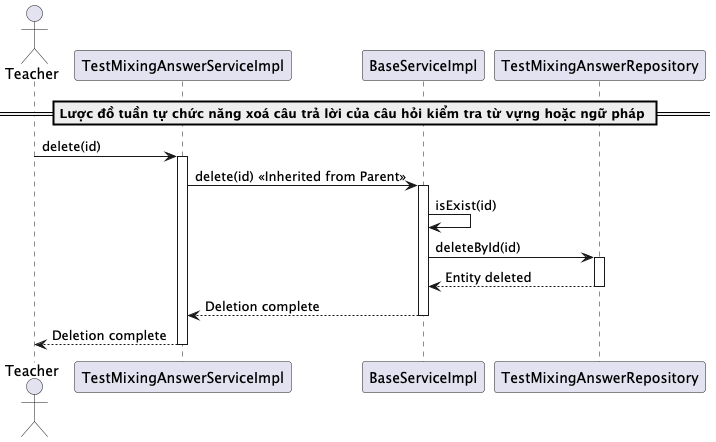 Teacher
TestMixingAnswerServiceImpl
BaseServiceImpl
TestMixingAnswerRepository
Lược đồ tuần tự chức năng xoá câu trả lời của câu hỏi kiểm tra từ vựng hoặc ngữ pháp
delete(id)
delete(id) «Inherited from Parent»
isExist(id)
deleteById(id)
Entity deleted
Deletion complete
Deletion complete
Teacher
TestMixingAnswerServiceImpl
BaseServiceImpl
TestMixingAnswerRepository